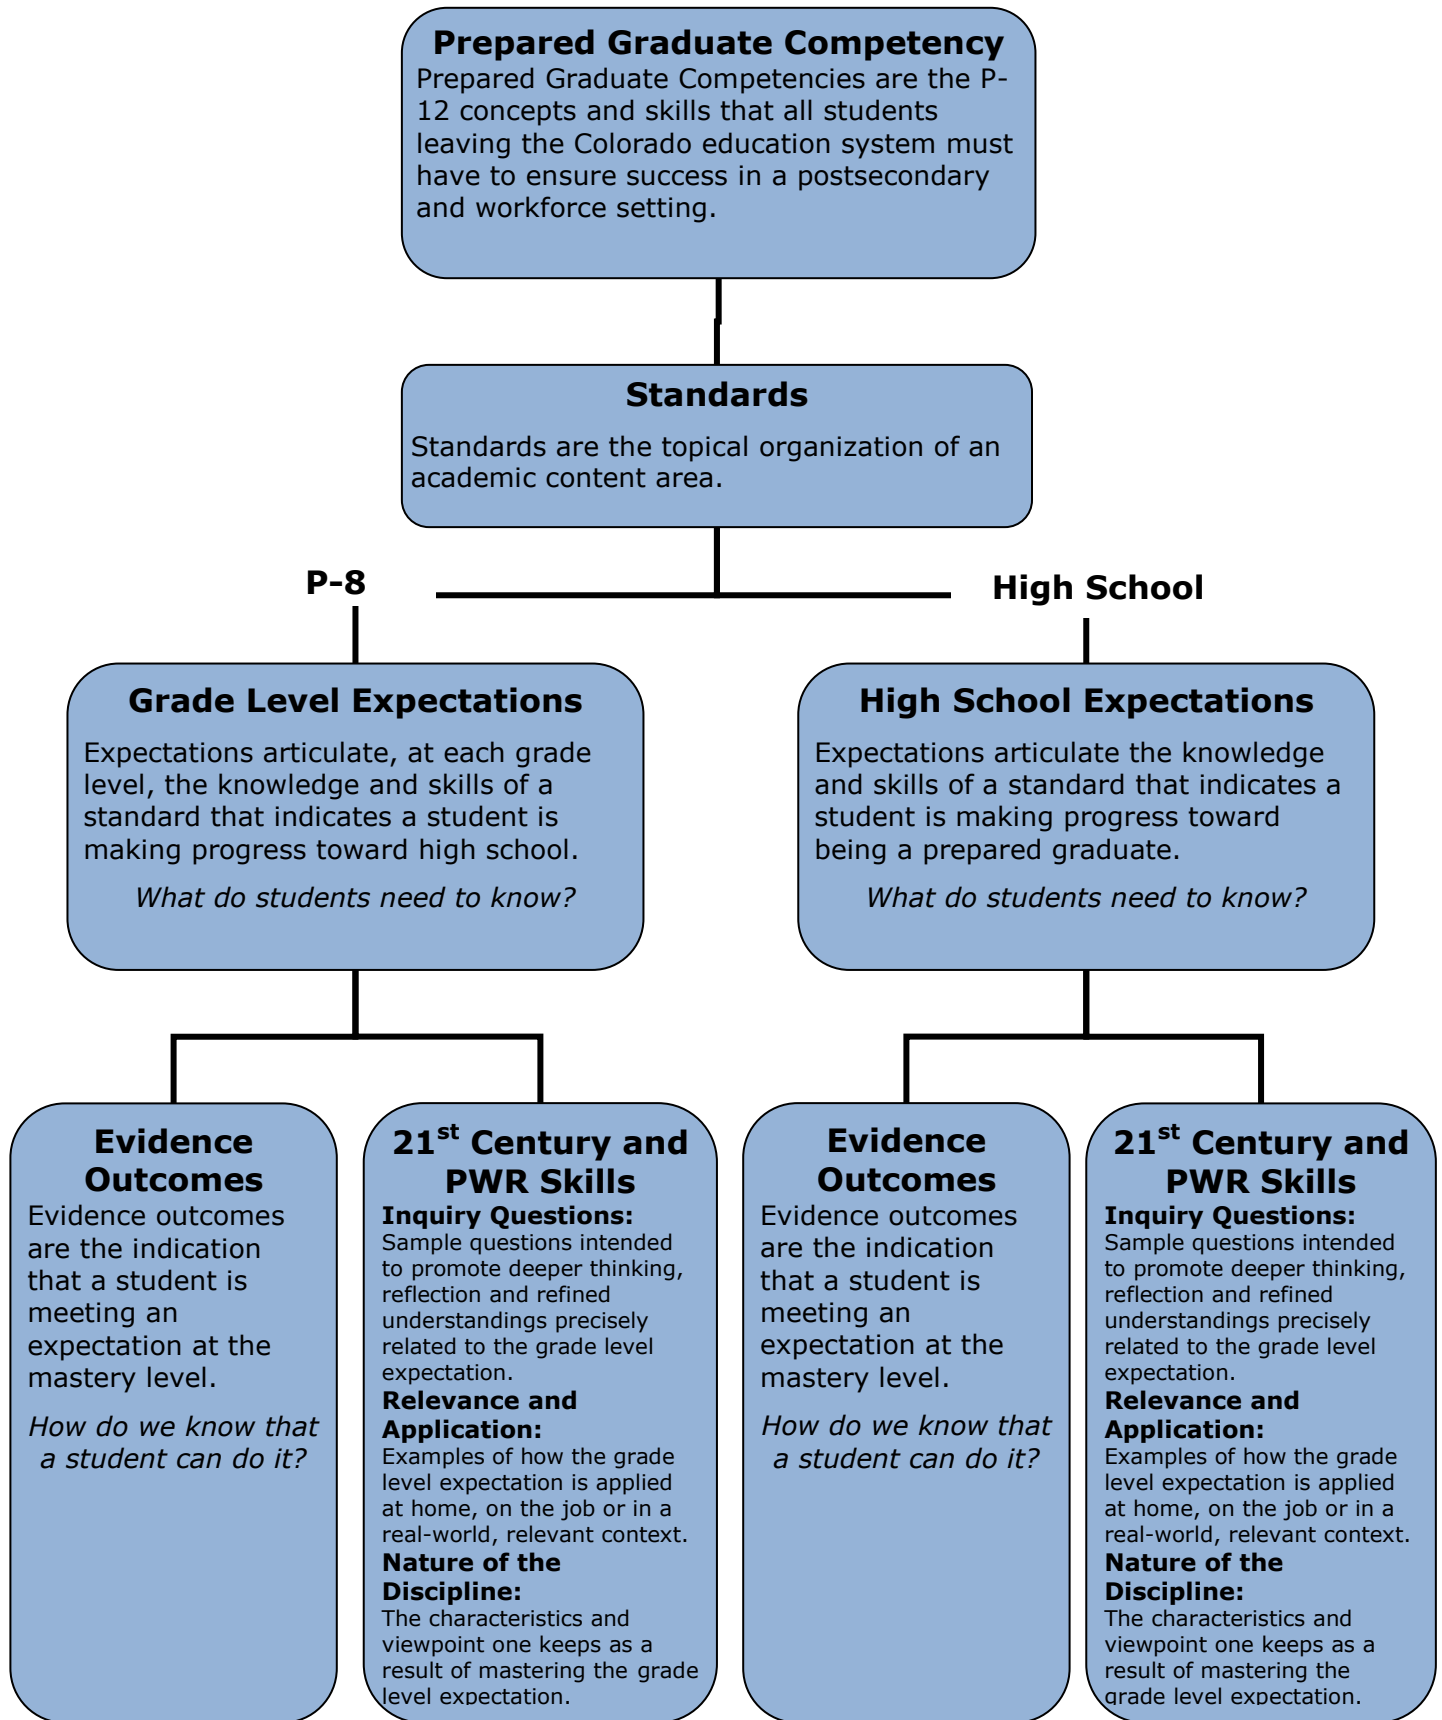 Prepared Graduate Competency
Prepared Graduate Competencies are the P-
12 concepts and skills that all students
leaving the Colorado education system must
have to ensure success in a postsecondary
and workforce setting.
Standards
Standards are the topical organization of an
academic content area.
P-8
High School
Grade Level Expectations
Expectations articulate, at each grade
level, the knowledge and skills of a
standard that indicates a student is
making progress toward high school.
What do students need to know?
High School Expectations
Expectations articulate the knowledge
and skills of a standard that indicates a
student is making progress toward
being a prepared graduate.
What do students need to know?
Evidence
Outcomes
Evidence outcomes
are the indication
that a student is
meeting an
expectation at the
mastery level.
How do we know that
a student can do it?
21st Century and
PWR Skills
Inquiry Questions:
Sample questions intended
to promote deeper thinking,
reflection and refined
understandings precisely
related to the grade level
expectation.
Relevance and
Application:
Examples of how the grade
level expectation is applied
at home, on the job or in a
real-world, relevant context.
Nature of the
Discipline:
The characteristics and
viewpoint one keeps as a
result of mastering the grade
level expectation.
Evidence
Outcomes
Evidence outcomes
are the indication
that a student is
meeting an
expectation at the
mastery level.
How do we know that
a student can do it?
21st Century and
PWR Skills
Inquiry Questions:
Sample questions intended
to promote deeper thinking,
reflection and refined
understandings precisely
related to the grade level
expectation.
Relevance and
Application:
Examples of how the grade
level expectation is applied
at home, on the job or in a
real-world, relevant context.
Nature of the
Discipline:
The characteristics and
viewpoint one keeps as a
result of mastering the
grade level expectation.